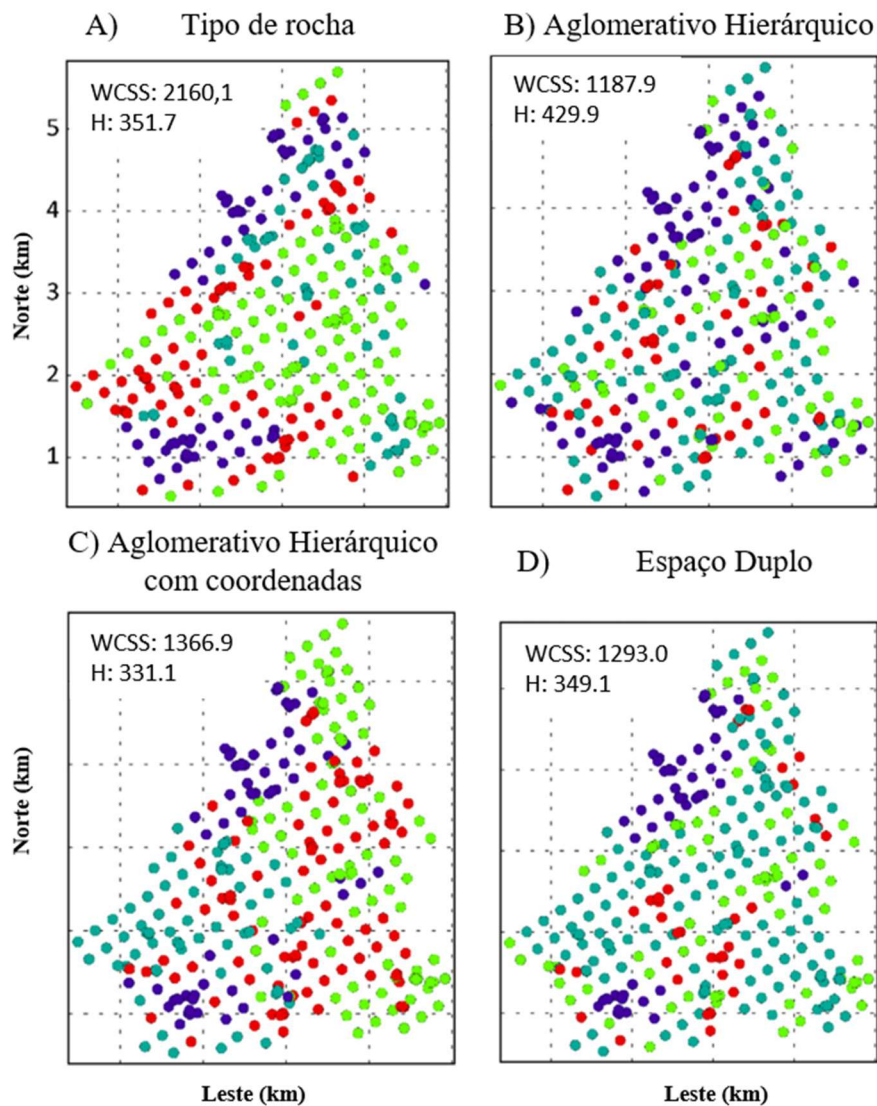 A) Tipo de rocha
B) Aglomerativo Hierárquico
WCSS: 2160,1
H: 351.7
WCSS: 1187.9
H: 429.9
5
4
3
2
1
Norte (km)
C) Aglomerativo Hierárquico
com coordenadas
D) Espaço Duplo
WCSS: 1366.9
H: 331.1
WCSS: 1293.0
H: 349.1
Norte (km)
Leste (km)
Leste (km)